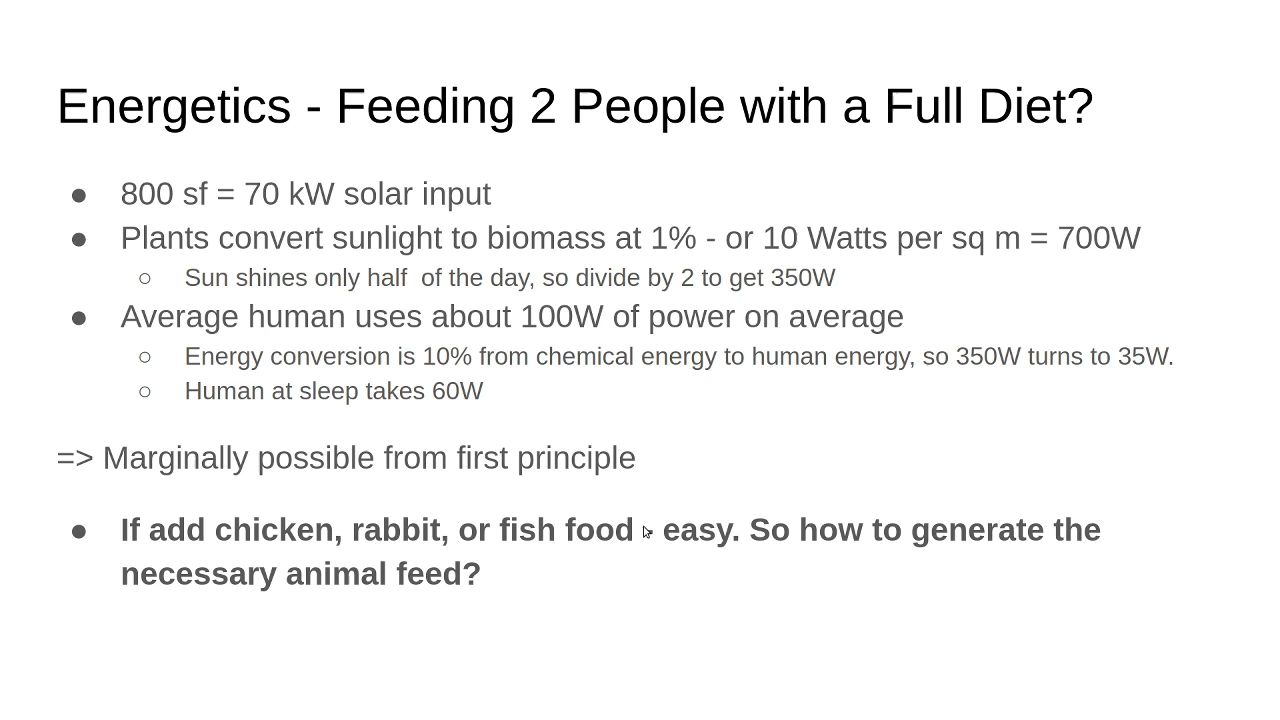 Energetics - Feeding 2 People with a Full Diet?
● 800 sf = 70 kW solar input
● Plants convert sunlight to biomass at 1% - or 10 Watts per sq m = 700W
○ Sun shines only half  of the day, so divide by 2 to get 350W
● Average human uses about 100W of power on average
○ Energy conversion is 10% from chemical energy to human energy, so 350W turns to 35W.
○ Human at sleep takes 60W
=> Marginally possible from first principle
● If add chicken, rabbit, or fish food - easy. So how to generate the
necessary animal feed?